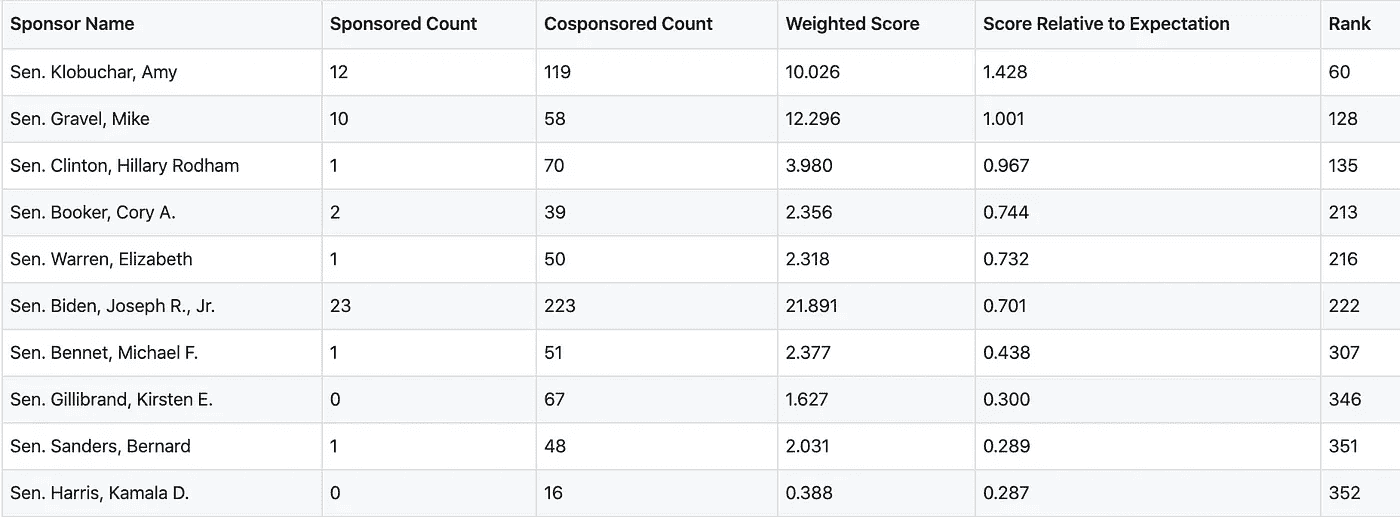 Sponsor Name Sponsored Count Cosponsored Count Weighted Score Score Relative to Expectation Rank
Sen. Klobuchar, Amy 12 119 10.026 1.428 60
Sen. Gravel, Mike 10 58 12.296 1.001 128
Sen. Clinton, Hillary Rodham 1 70 3.980 0.967 135
Sen. Booker, Cory A. 2 39 2.356 0.744 213
Sen. Warren, Elizabeth 1 50 2.318 0.732 216
Sen. Biden, Joseph R., Jr. 23 223 21.891 0.701 222
Sen. Bennet, Michael F. 1 51 2.377 0.438 307
Sen. Gillibrand, Kirsten E. 0 67 1.627 0.300 346
Sen. Sanders, Bernard 1 48 2.031 0.289 351
Sen. Harris, Kamala D. 0 16 0.388 0.287 352